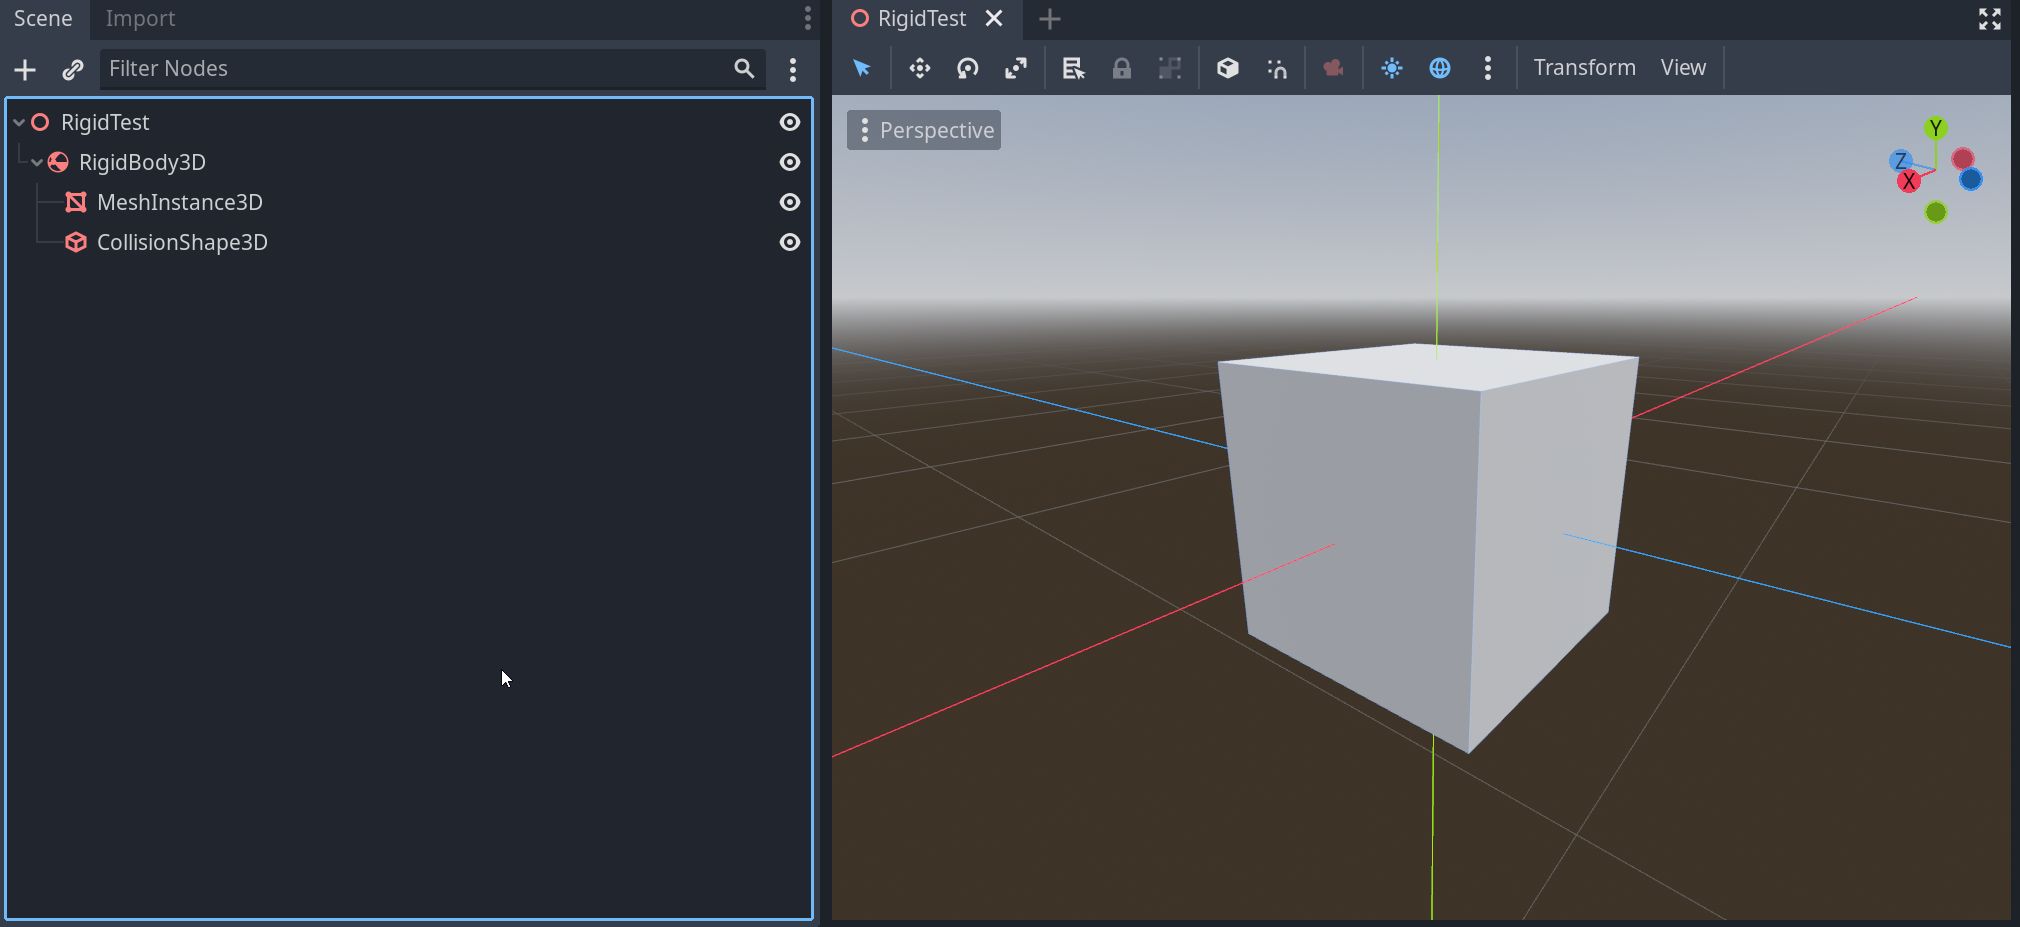 Scene
Import
Filter Nodes
RigidTest
RigidBody3D
MeshInstance3D
CollisionShape3D
RigidTest
Transform
View
Perspective
Y
Z
X